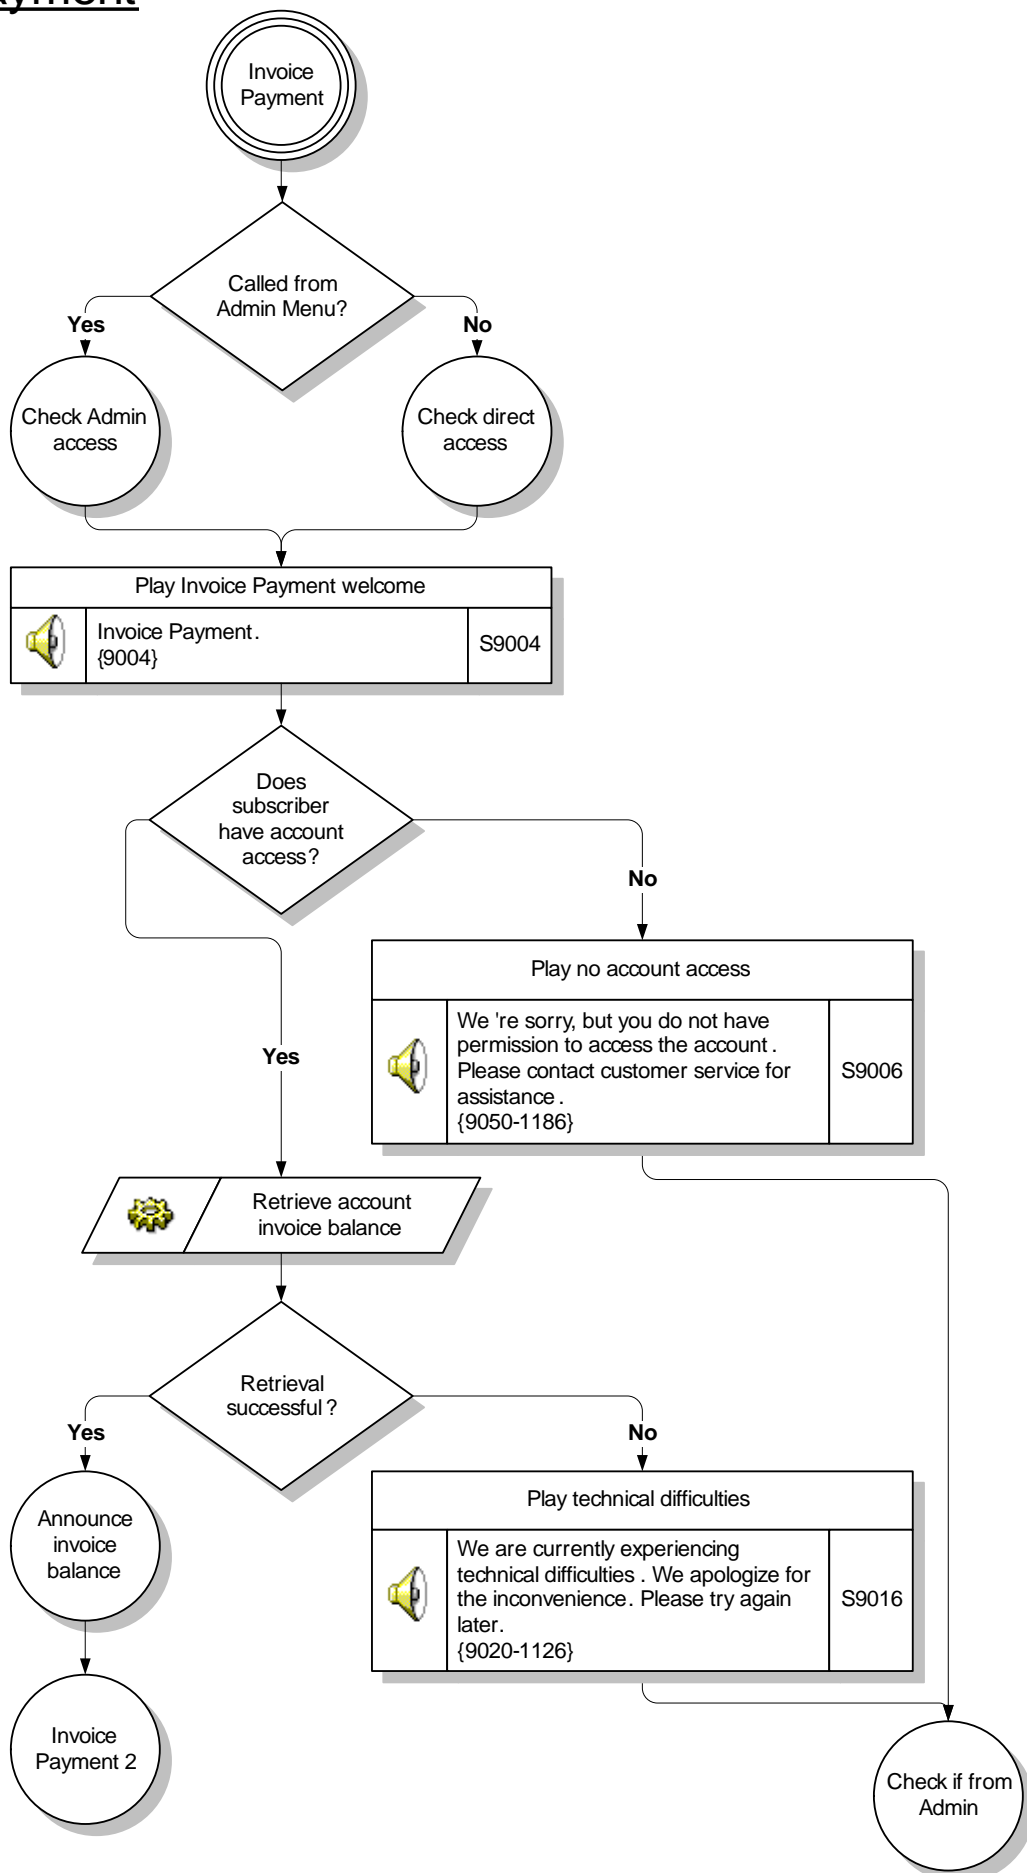 Invoice
Payment
Called from
Admin Menu?
Yes
No
Check Admin
access
Check direct
access
Play Invoice Payment welcome
Invoice Payment.
{9004}
S9004
Does
subscriber
have account
access?
No
Yes
Play no account access
We 're sorry, but you do not have
permission to access the account.
Please contact customer service for
assistance.
{9050-1186}
S9006
Retrieve account
invoice balance
Retrieval
successful?
Yes
No
Announce
invoice
balance
Play technical difficulties
We are currently experiencing
technical difficulties. We apologize for
the inconvenience. Please try again
later.
{9020-1126}
S9016
Invoice
Payment 2
Check if from
Admin